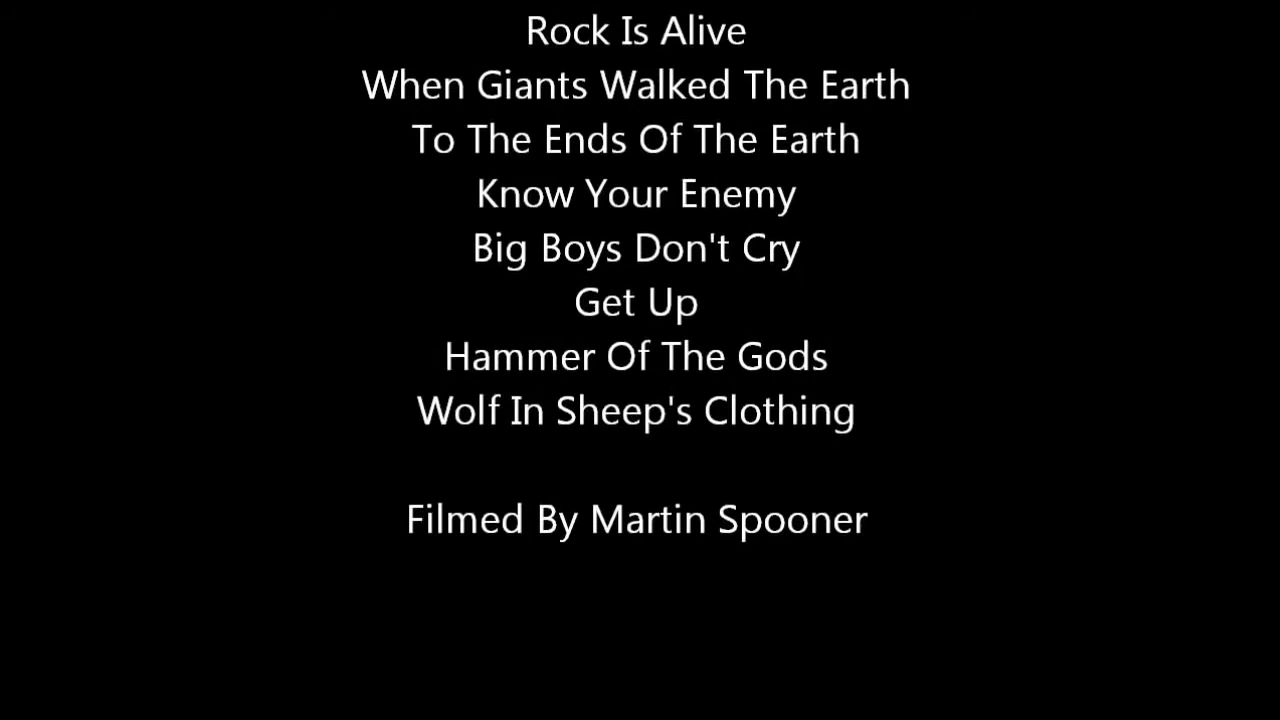 Rock Is Alive
When Giants Walked The Earth
To The Ends Of The Earth
Know Your Enemy
Big Boys Don't Cry
Get Up
Hammer Of The Gods
Wolf In Sheep's Clothing
Filmed By Martin Spooner